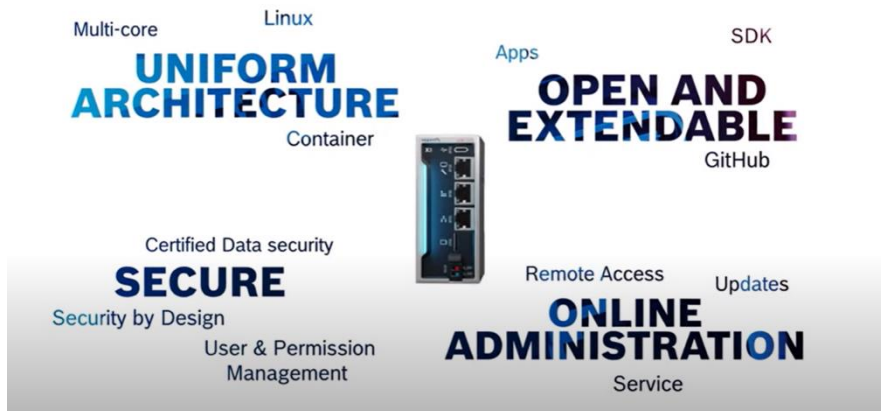 Multi-core
Linux
UNIFORM
ARCHITECTURE
Container
Apps
SDK
OPEN AND
EXTENDABLE
GitHub
Certified Data security
SECURE
Security by Design
User & Permission
Management
Remote Access
Updates
ONLINE
ADMINISTRATION
Service